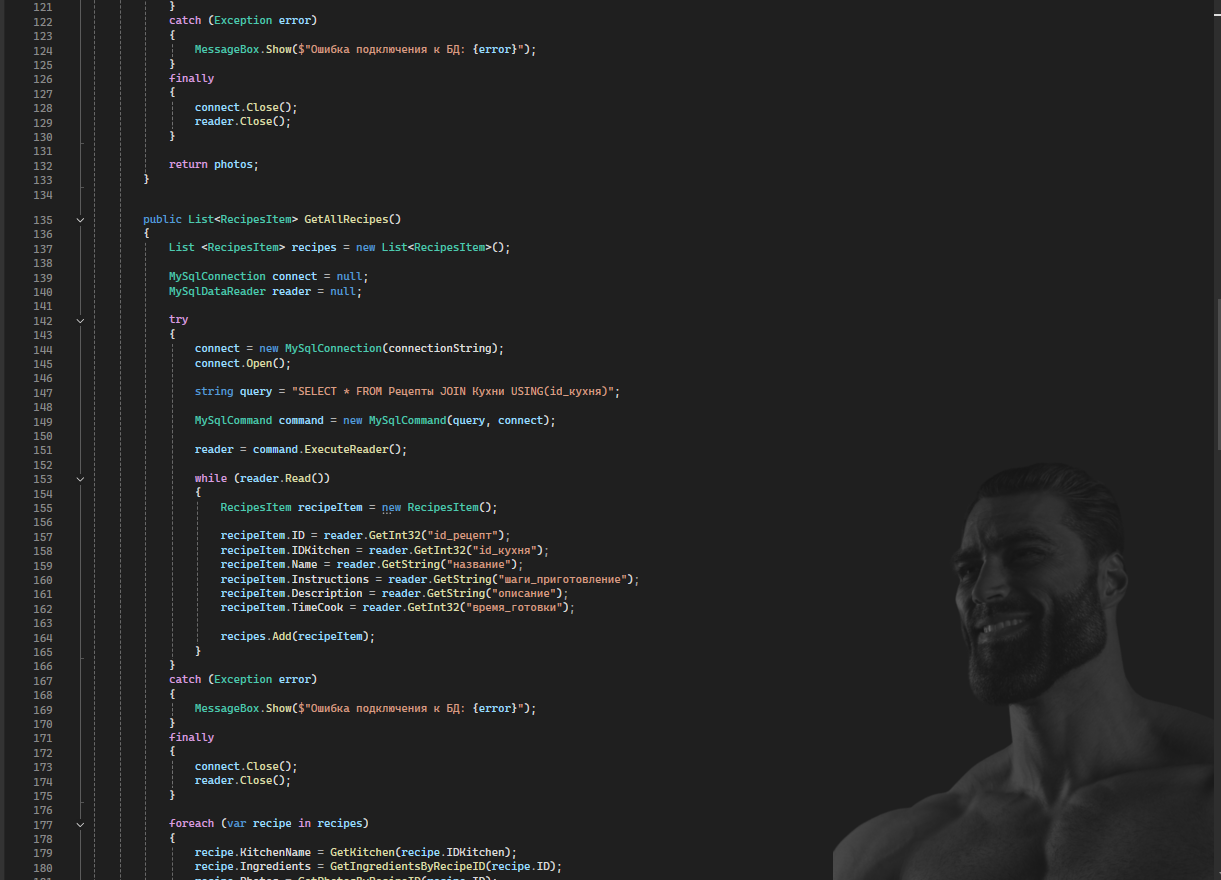 121 }
122 catch (Exception error)
123 {
124 MessageBox.Show($"Ошибка подключения к БД: {error}");
125 }
126 finally
127 {
128 connect.Close();
129 reader.Close();
130 }
131
132 return photos;
133 }
134
135 public List<RecipesItem> GetAllRecipes()
136 {
137 List <RecipesItem> recipes = new List<RecipesItem>();
138
139 MySqlConnection connect = null;
140 MySqlDataReader reader = null;
141
142 try
143 {
144 connect = new MySqlConnection(connectionString);
145 connect.Open();
146
147 string query = "SELECT * FROM Рецепты JOIN Кухни USING(id_кухня)";
148
149 MySqlCommand command = new MySqlCommand(query, connect);
150
151 reader = command.ExecuteReader();
152
153 while (reader.Read())
154 {
155 RecipesItem recipeItem = new RecipesItem();
156
157 recipeItem.ID = reader.GetInt32("id_рецепт");
158 recipeItem.IDKitchen = reader.GetInt32("id_кухня");
159 recipeItem.Name = reader.GetString("название");
160 recipeItem.Instructions = reader.GetString("шаги_приготовление");
161 recipeItem.Description = reader.GetString("описание");
162 recipeItem.TimeCook = reader.GetInt32("время_готовки");
163
164 recipes.Add(recipeItem);
165 }
166 }
167 catch (Exception error)
168 {
169 MessageBox.Show($"Ошибка подключения к БД: {error}");
170 }
171 finally
172 {
173 connect.Close();
174 reader.Close();
175 }
176
177 foreach (var recipe in recipes)
178 {
179 recipe.KitchenName = GetKitchen(recipe.IDKitchen);
180 recipe.Ingredients = GetIngredientsByRecipeID(recipe.ID);